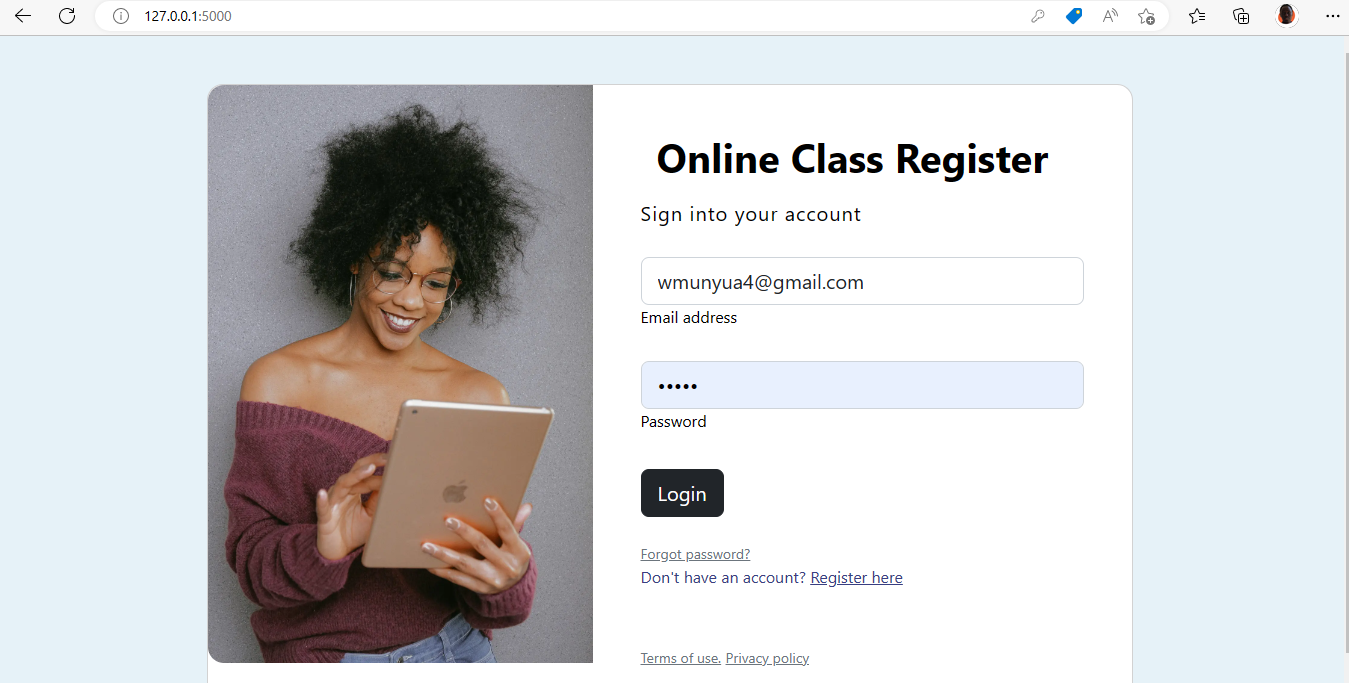 127.0.0.1:5000
Online Class Register
Sign into your account
wmunyua4@gmail.com
Email address
•••••
Password
Login
Forgot password?
Don't have an account? Register here
Terms of use. Privacy policy